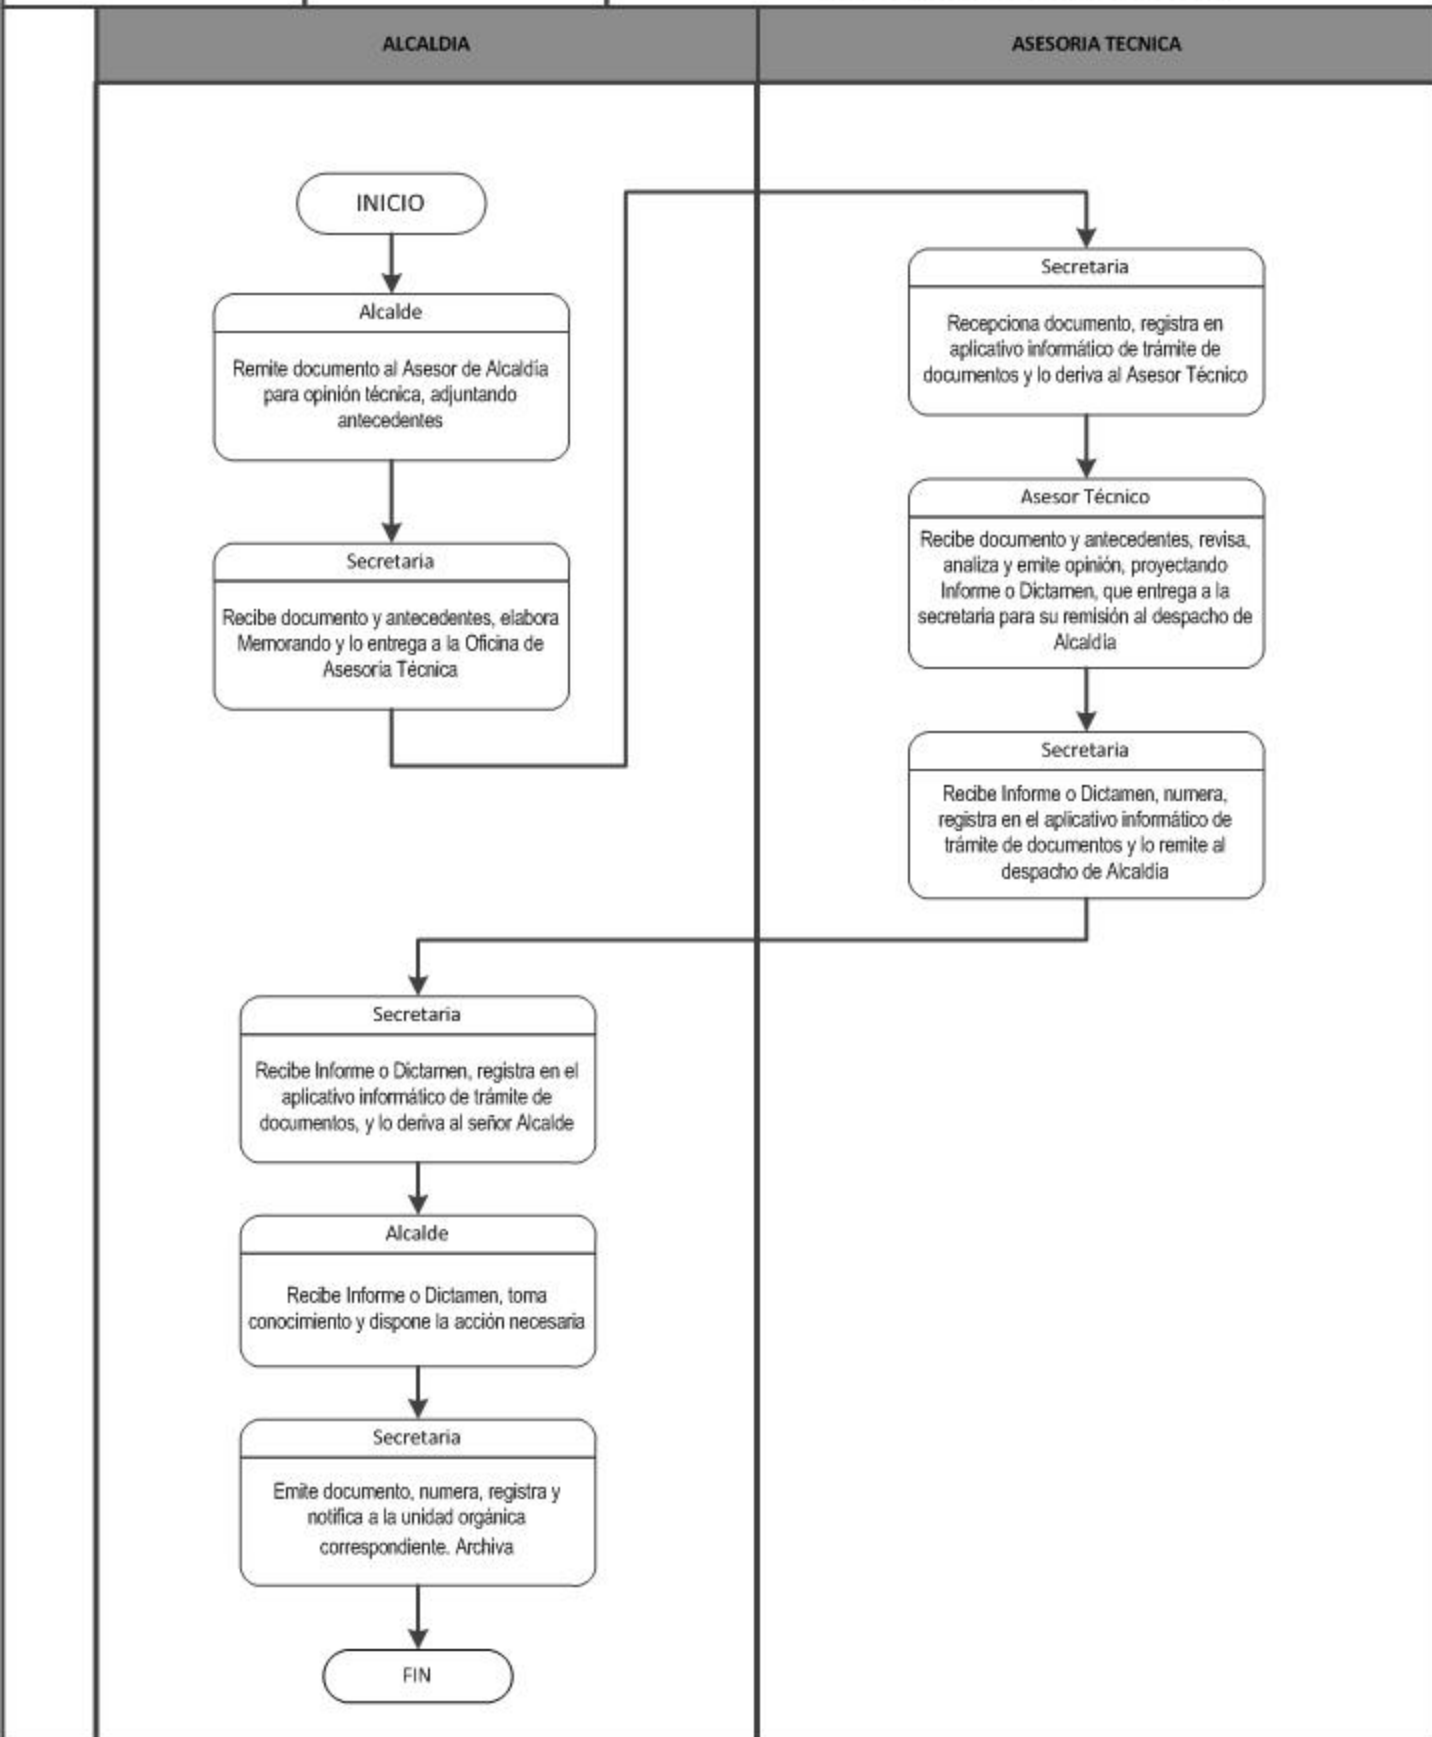 ALCALDIA
ASESORIA TECNICA
INICIO
Alcalde
Remite documento al Asesor de Alcaldía
para opinión técnica, adjuntando
antecedentes
Secretaria
Recibe documento y antecedentes, elabora
Memorando y lo entrega a la Oficina de
Asesoría Técnica
Secretaria
Recepciona documento, registra en
aplicativo informático de trámite de
documentos y lo deriva al Asesor Técnico
Asesor Técnico
Recibe documento y antecedentes, revisa,
analiza y emite opinión, proyectando
Informe o Dictamen, que entrega a la
secretaria para su remisión al despacho de
Alcaldía
Secretaria
Recibe Informe o Dictamen, numera,
registra en el aplicativo informático de
trámite de documentos y lo remite al
despacho de Alcaldía
Secretaria
Recibe Informe o Dictamen, registra en el
aplicativo informático de trámite de
documentos, y lo deriva al señor Alcalde
Alcalde
Recibe Informe o Dictamen, toma
conocimiento y dispone la acción necesaria
Secretaria
Emite documento, numera, registra y
notifica a la unidad orgánica
correspondiente. Archiva
FIN